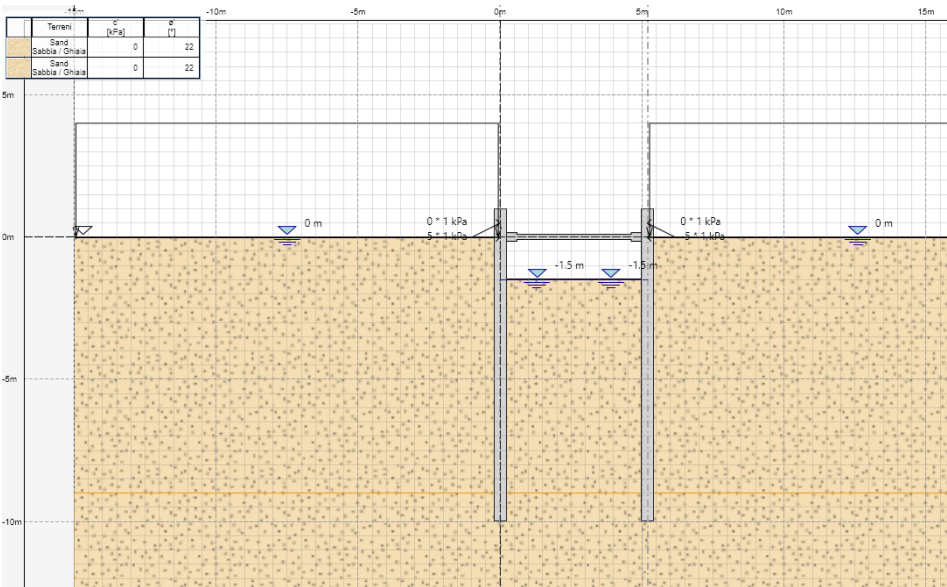 -15m
-10m
-5m
0m
5m
10m
15m
Terreni
c'
[kPa]
ø'
[°]
Sand
Sabbia / Ghiaia
0
22
Sand
Sabbia / Ghiaia
0
22
5m
0 * 1 kPa
0 m
0 * 1 kPa
0 m
0m
5 * 1 kPa
5 * 1 kPa
-1.5 m
-1.5 m
-5m
-10m